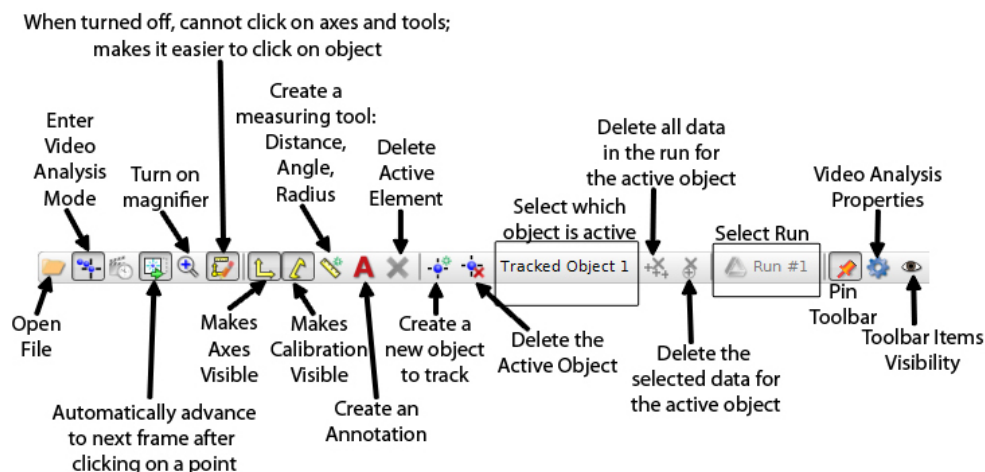 When turned off, cannot click on axes and tools;
makes it easier to click on object
Enter
Video
Analysis
Mode
Turn on
magnifier
Create a
measuring tool:
Distance,
Angle,
Radius
Delete
Active
Element
Select which
object is active
Delete all data
in the run for
the active object
Select Run
Video Analysis
Properties
A
Tracked Object 1
Run #1
Open
File
Automatically advance
to next frame after
clicking on a point
Makes
Axes
Visible
Makes
Calibration
Visible
Create an
Annotation
Create a
new object
to track
Delete the
Active Object
Delete the
selected data for
the active object
Pin
Toolbar
Toolbar Items
Visibility